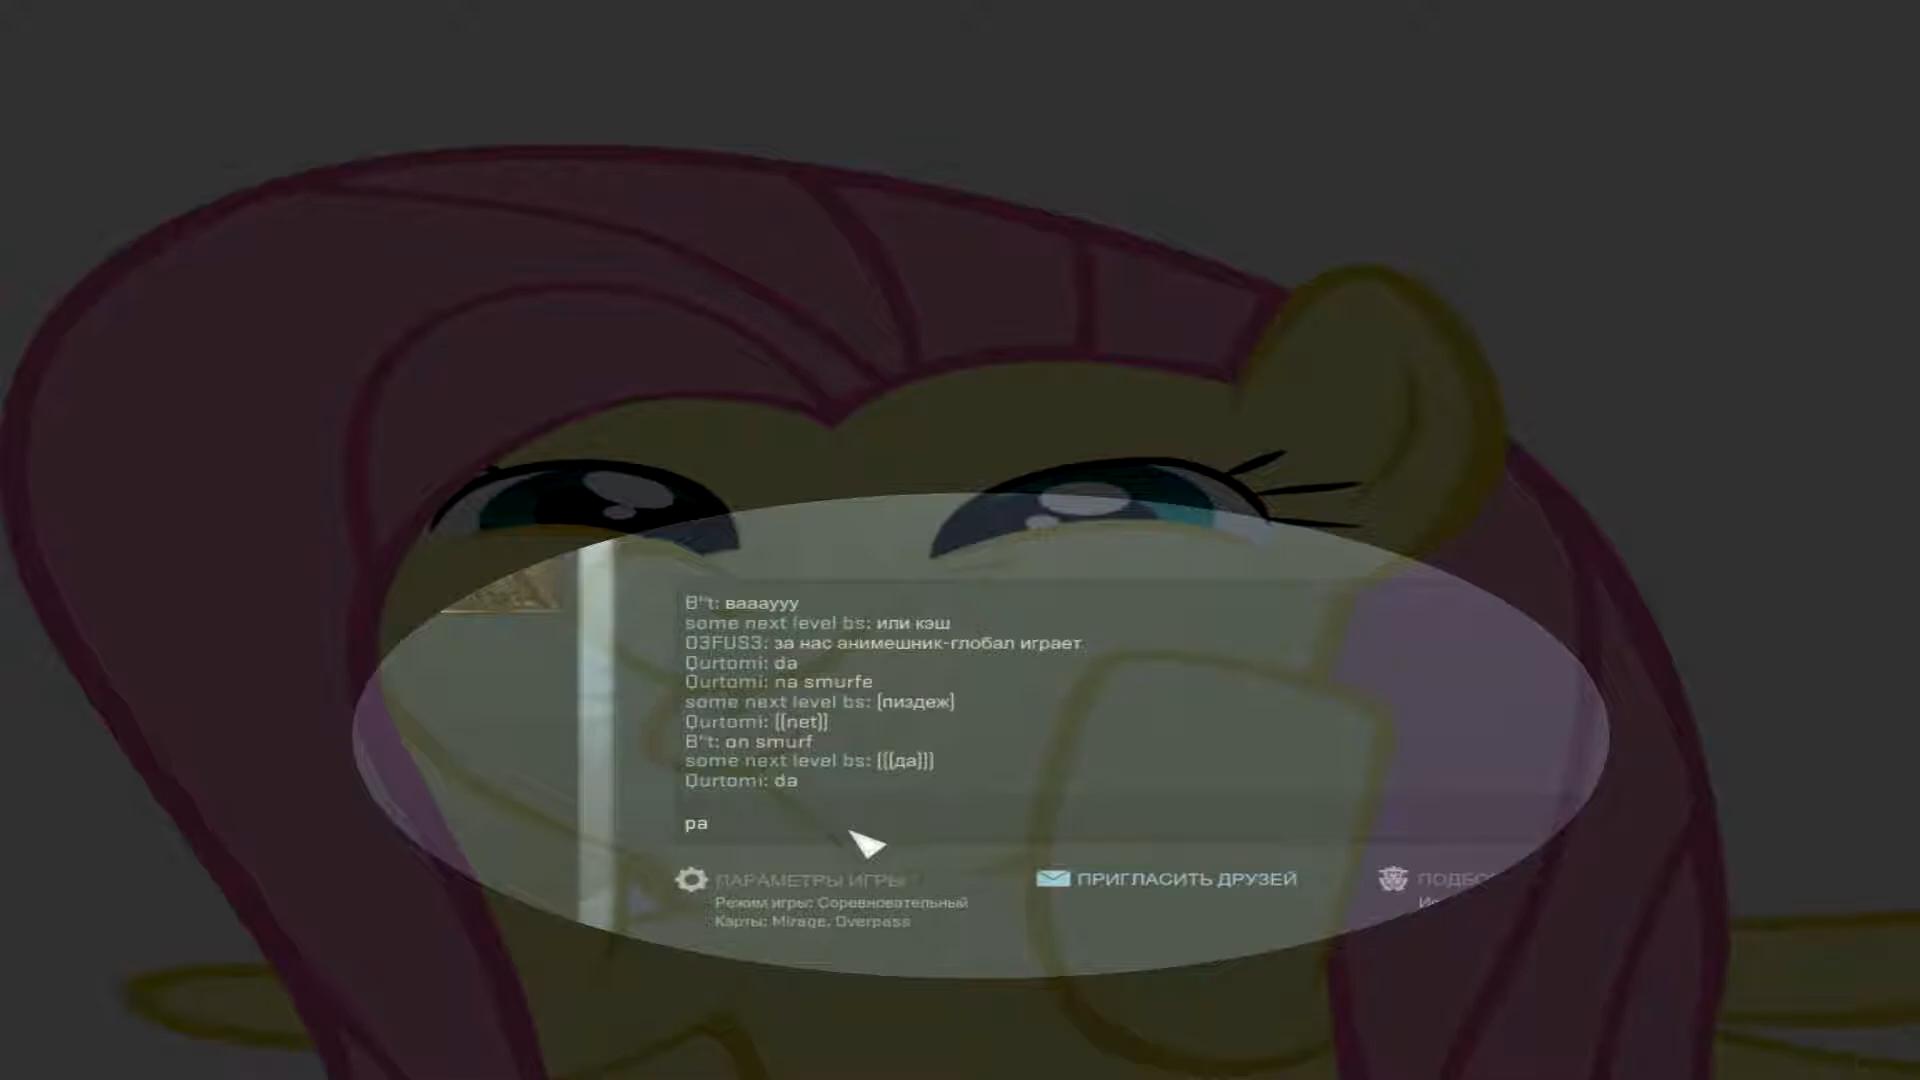 B"t: вааауyy
some next level bs: или кэш
03FUS3: за нас анимешник-глобал играет
Qurtomi: da
Qurtomi: na smurfe
some next level bs: [пиздеж]
Qurtomi: [[net]]
B"t: on smurf
some next level bs: [[[да]]]
Qurtomi: da
ра
ПАРАМЕТРЫ ИГРЫ
Режим игры: Соревновательный
Карты: Mirage, Overpass
ПРИГЛАСИТЬ ДРУЗЕЙ